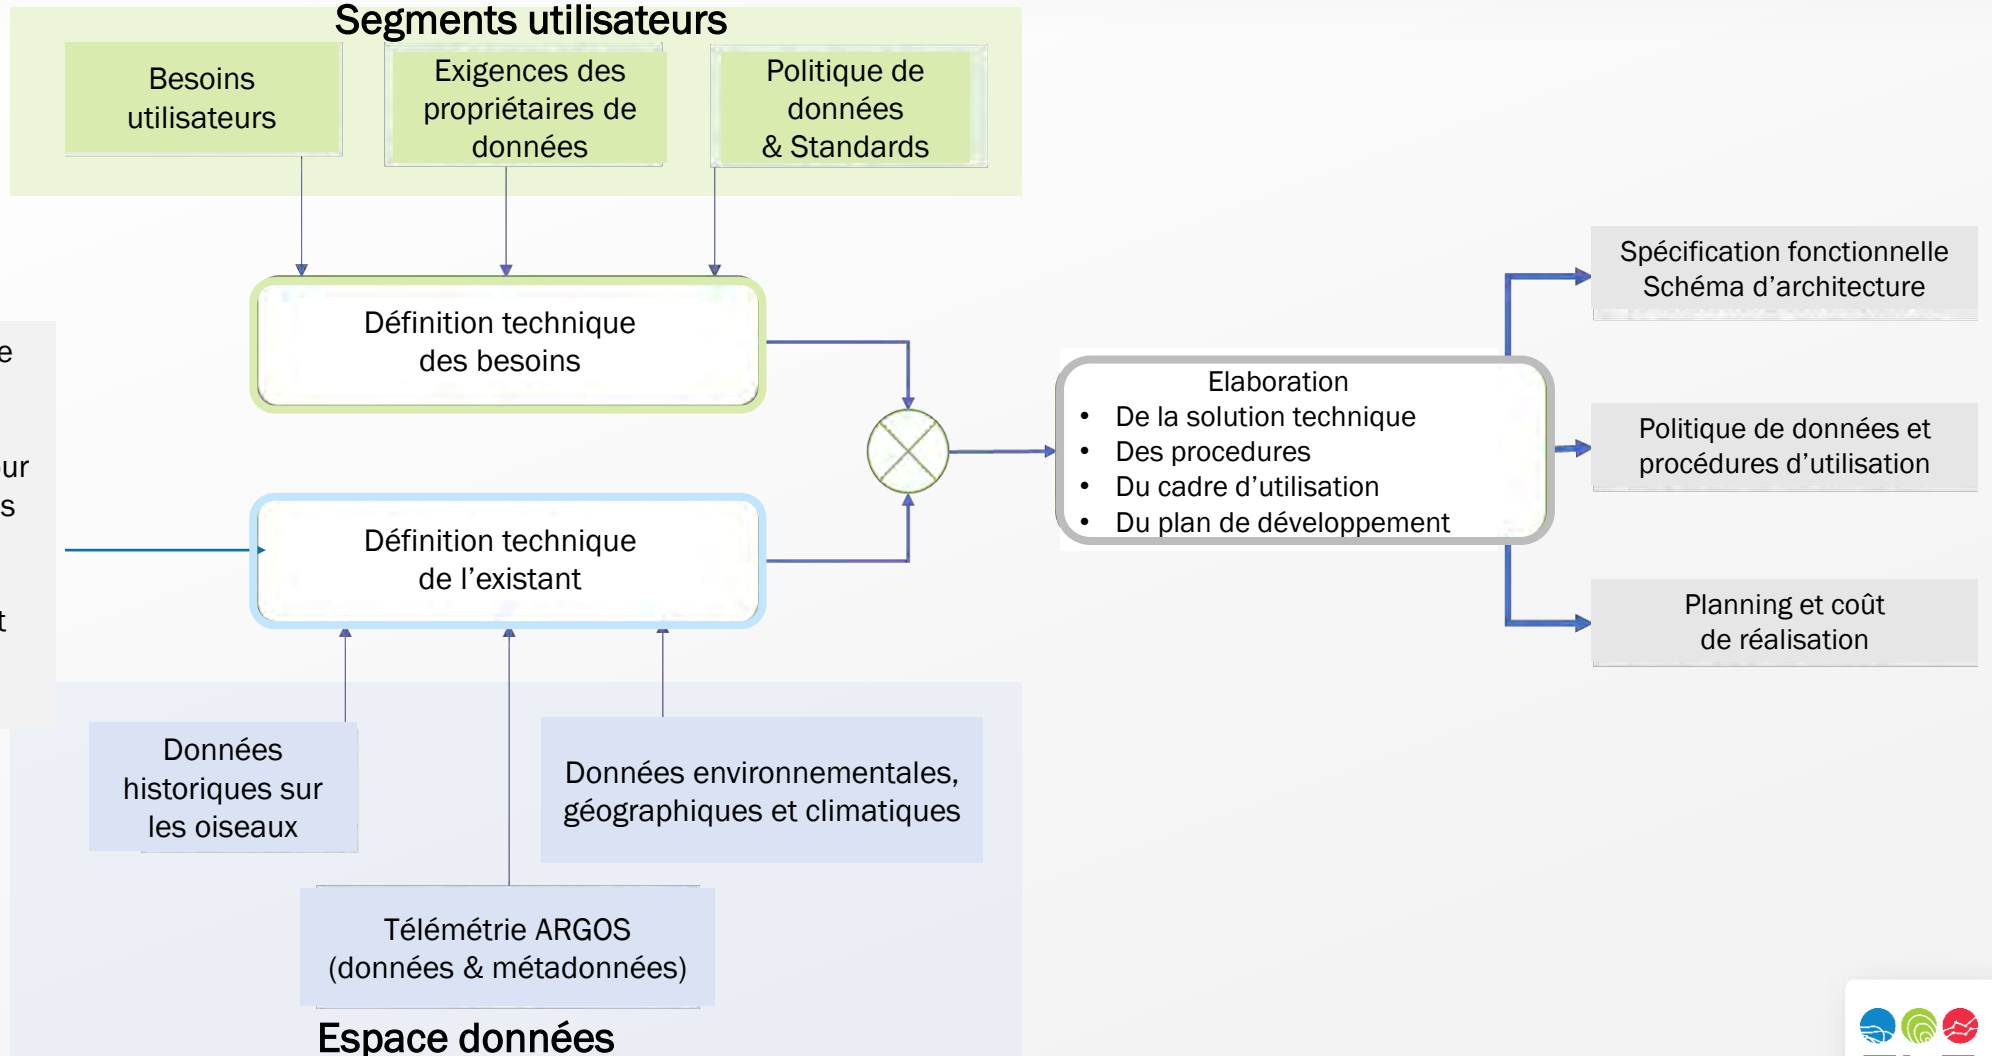 Segments utilisateurs
Besoins
utilisateurs
Exigences des
propriétaires de
données
Politique de
données
& Standards
Définition technique
des besoins
Définition technique
de l’existant
Elaboration
• De la solution technique
• Des procedures
• Du cadre d’utilisation
• Du plan de développement
Spécification fonctionnelle
Schéma d’architecture
Politique de données et
procédures d’utilisation
Planning et coût
de réalisation
Données
historiques sur
les oiseaux
Données environnementales,
géographiques et climatiques
Télémétrie ARGOS
(données & métadonnées)
Espace données